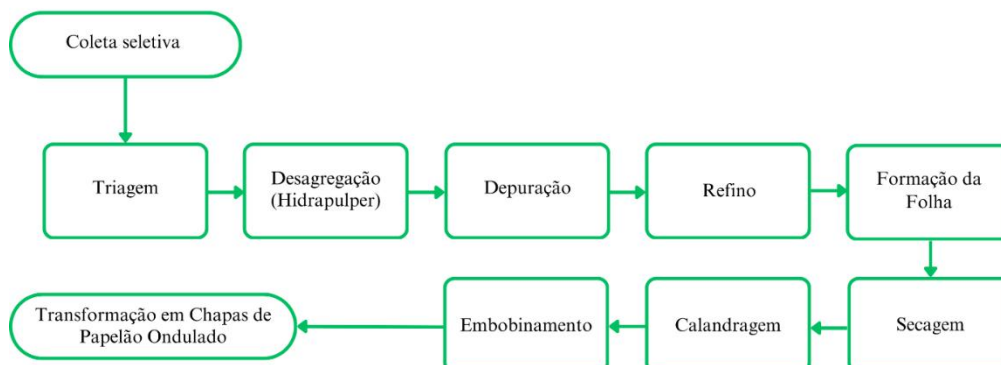 Coleta seletiva
Triagem
Desagregação
(Hidrapulper)
Depuração
Refino
Formação da
Folha
Secagem
Calandragem
Embobinamento
Transformação em Chapas de
Papelão Ondulado